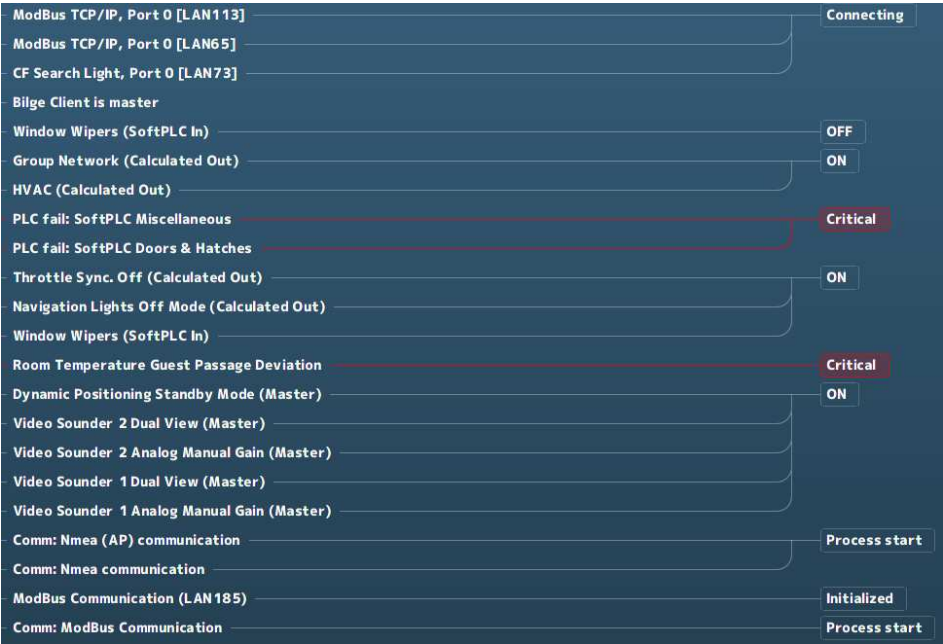 ModBus TCP/IP, Port 0 [LAN113] Connecting
ModBus TCP/IP, Port 0 [LAN65]
CF Search Light, Port 0 [LAN73]
Bilge Client is master
Window Wipers (SoftPLC In) OFF
Group Network (Calculated Out) ON
HVAC (Calculated Out)
PLC fail: SoftPLC Miscellaneous Critical
PLC fail: SoftPLC Doors & Hatches
Throttle Sync. Off (Calculated Out) ON
Navigation Lights Off Mode (Calculated Out)
Window Wipers (SoftPLC In)
Room Temperature Guest Passage Deviation Critical
Dynamic Positioning Standby Mode (Master) ON
Video Sounder 2 Dual View (Master)
Video Sounder 2 Analog Manual Gain (Master)
Video Sounder 1 Dual View (Master)
Video Sounder 1 Analog Manual Gain (Master)
Comm: Nmea (AP) communication Process start
Comm: Nmea communication
ModBus Communication (LAN185) Initialized
Comm: ModBus Communication Process start